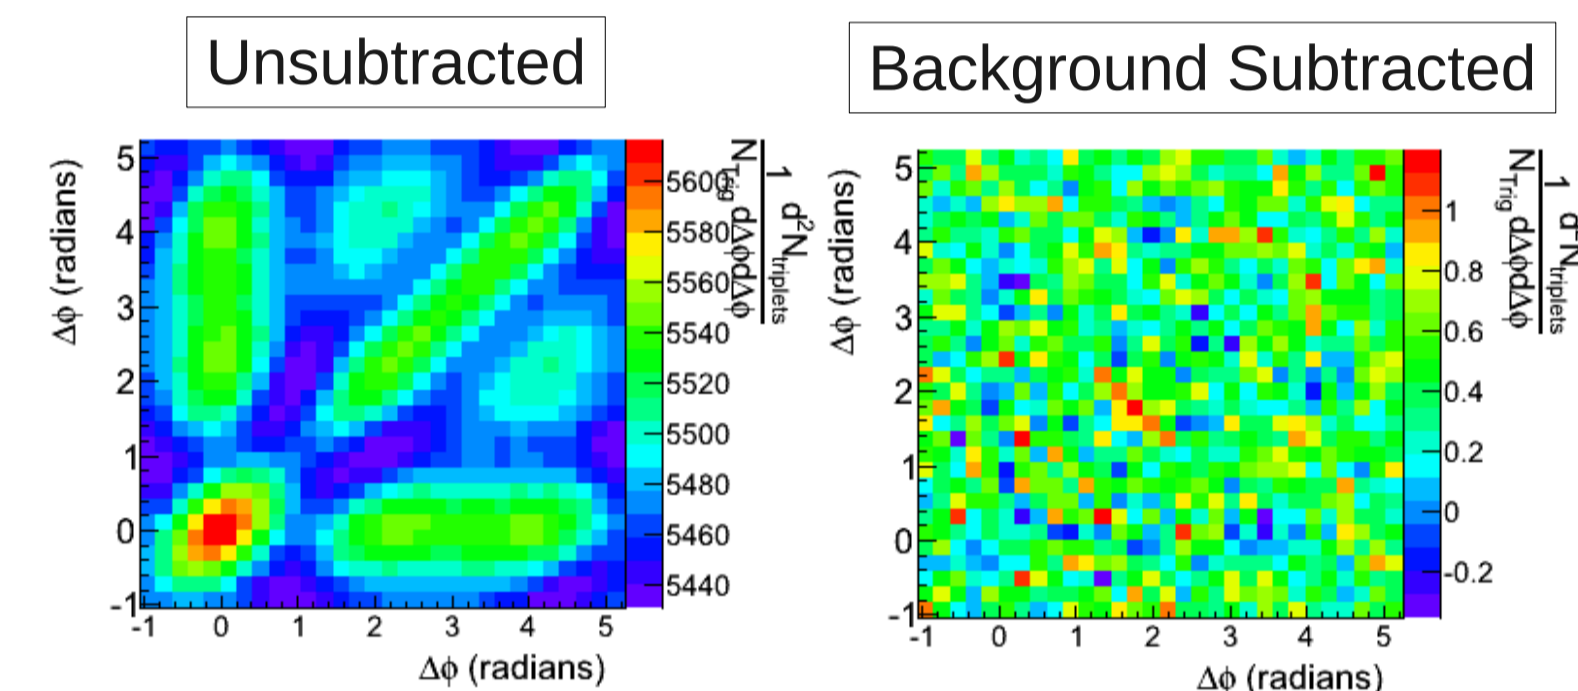 Unsubtracted
Background Subtracted
Δϕ (radians)
5
4
3
2
1
0
-1
-1 0 1 2 3 4 5
Δϕ (radians)
5600
5580
5560
5540
5520
5500
5480
5460
5440
1 d²N_triplets
N_Trig dΔϕdΔϕ
Δϕ (radians)
5
4
3
2
1
0
-1
-1 0 1 2 3 4 5
Δϕ (radians)
1
0.8
0.6
0.4
0.2
0
-0.2
1 d²N_triplets
N_Trig dΔϕdΔϕ